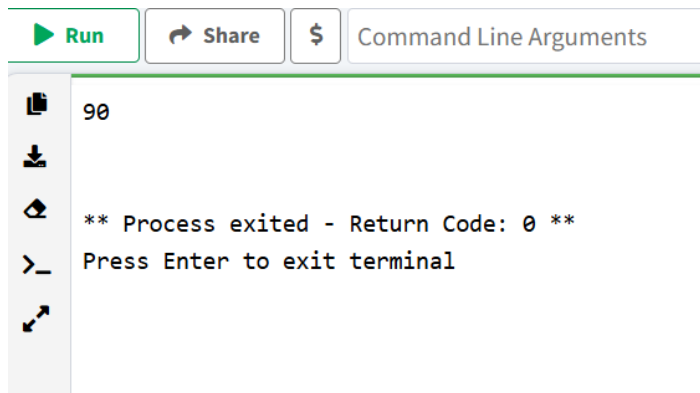 Run Share $ Command Line Arguments
90
** Process exited - Return Code: 0 **
Press Enter to exit terminal